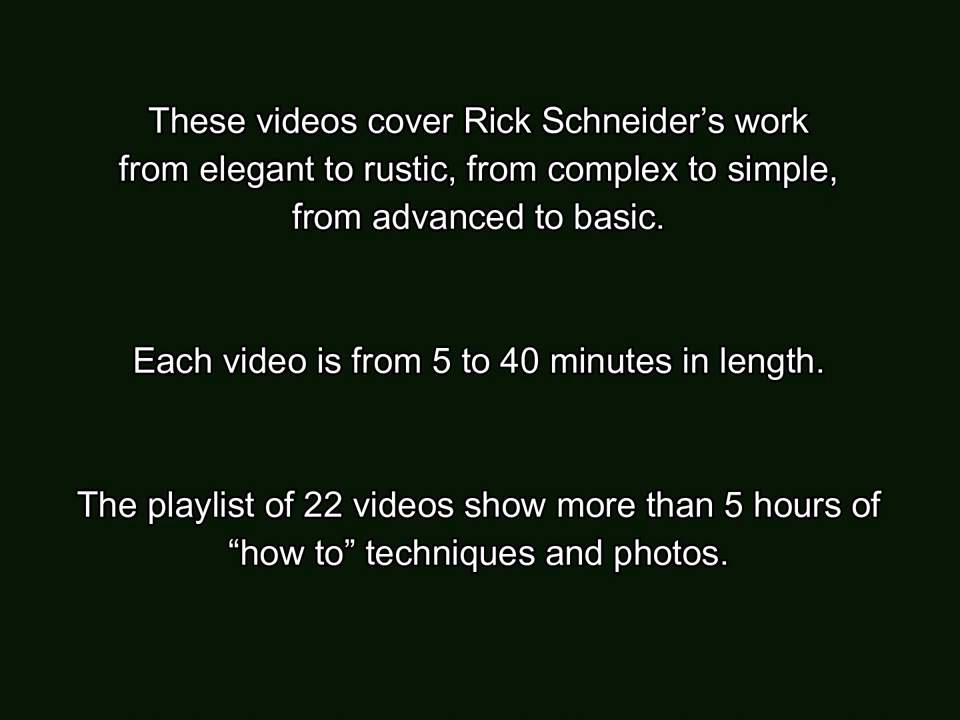 These videos cover Rick Schneider’s work
from elegant to rustic, from complex to simple,
from advanced to basic.
Each video is from 5 to 40 minutes in length.
The playlist of 22 videos show more than 5 hours of
“how to” techniques and photos.